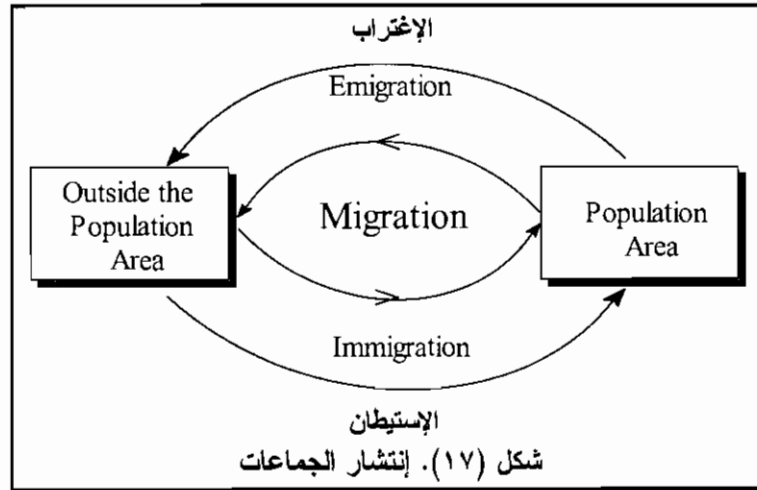 الإغتراب
Emigration
Outside the
Population
Area
Migration
Population
Area
Immigration
الإستيطان
شكل (١٧). إنتشار الجماعات